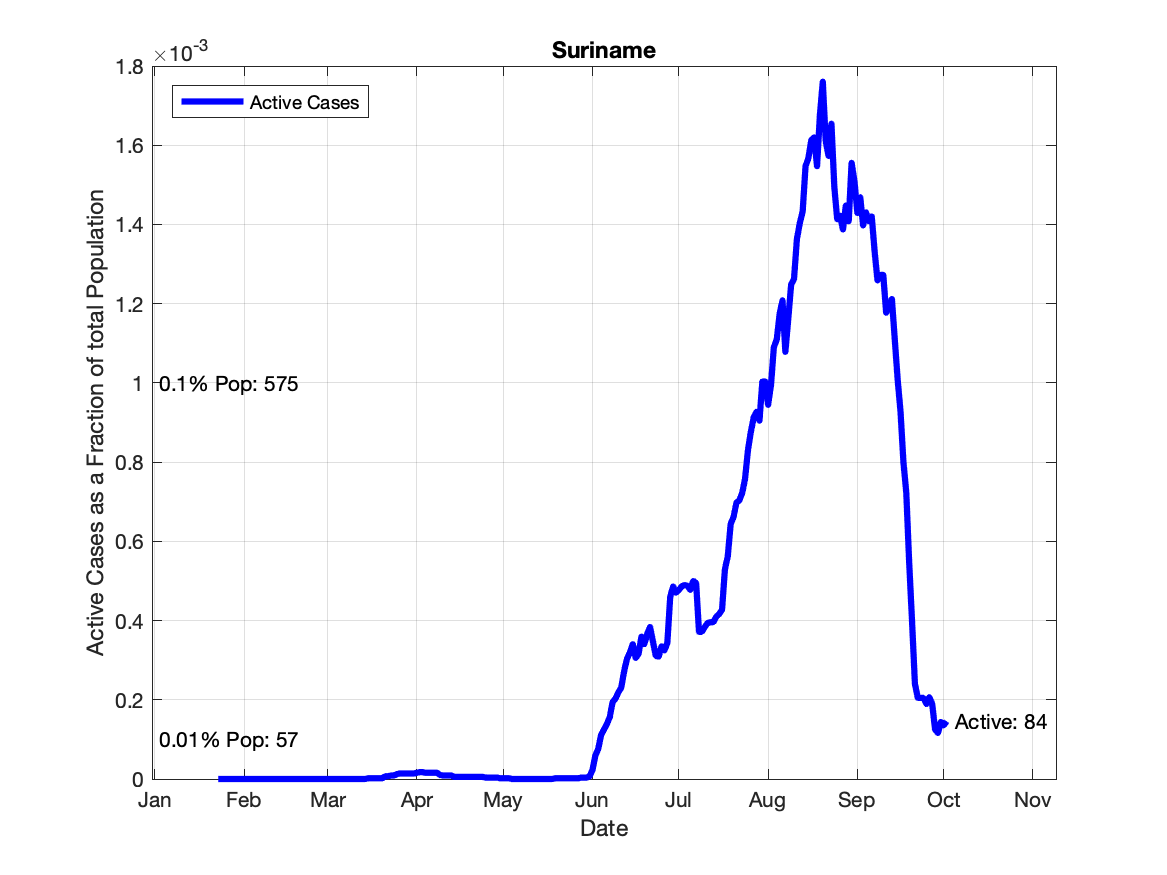 Suriname
×10-3
Active Cases
Active Cases as a Fraction of total Population
1.8
1.6
1.4
1.2
1
0.8
0.6
0.4
0.2
0
0.1% Pop: 575
0.01% Pop: 57
Active: 84
Jan Feb Mar Apr May Jun Jul Aug Sep Oct Nov
Date